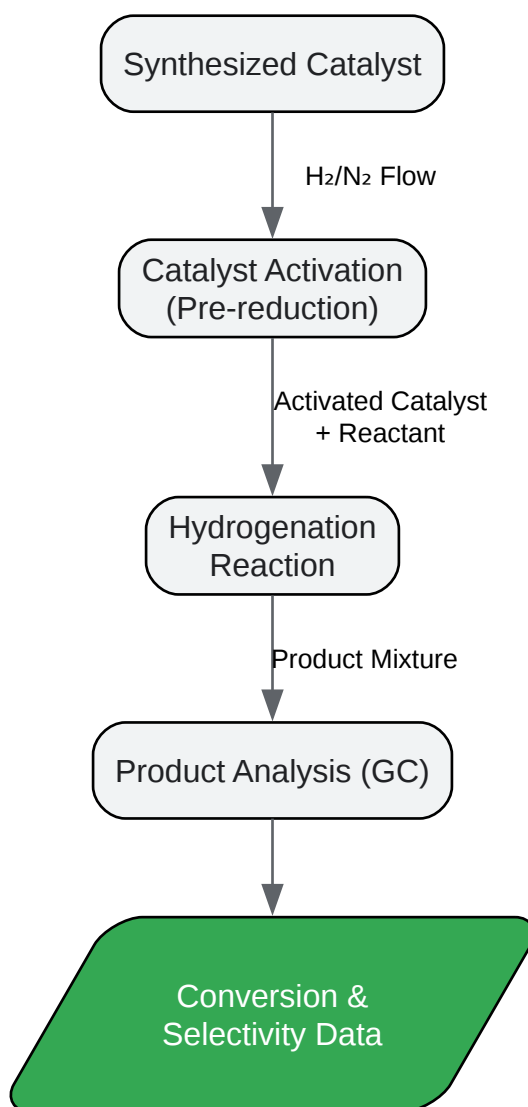 Synthesized Catalyst
H₂/N₂ Flow
Catalyst Activation
(Pre-reduction)
Activated Catalyst
+ Reactant
Hydrogenation
Reaction
Product Mixture
Product Analysis (GC)
Conversion &
Selectivity Data